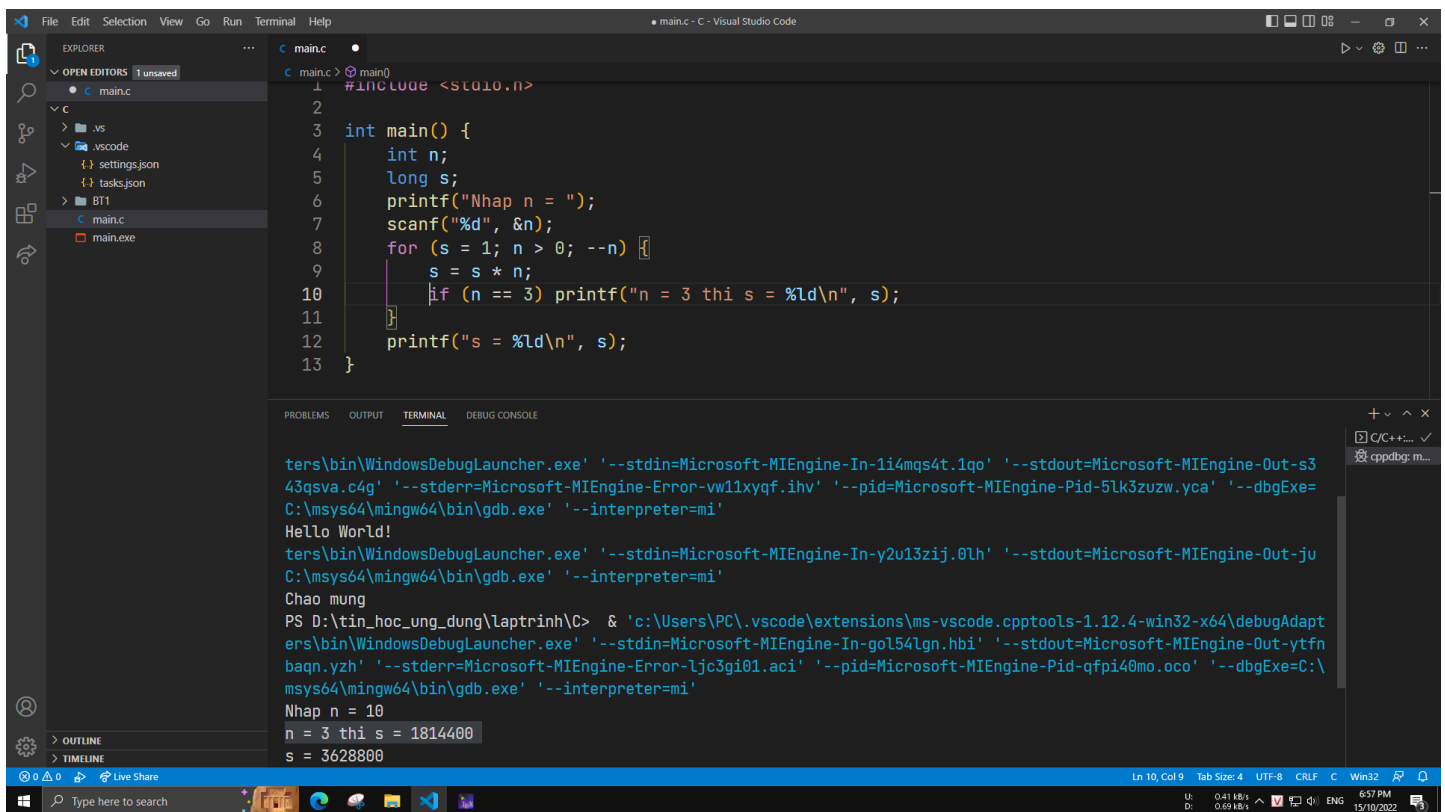 File Edit Selection View Go Run Terminal Help
● main.c - C - Visual Studio Code
EXPLORER
OPEN EDITORS 1 unsaved
● C main.c
C
.vs
.vscode
{..} settings.json
{..} tasks.json
BT1
C main.c
main.exe
OUTLINE
TIMELINE
C main.c ●
C main.c > main()
1 #include <stdio.h>
2
3 int main() {
4 int n;
5 long s;
6 printf("Nhap n = ");
7 scanf("%d", &n);
8 for (s = 1; n > 0; --n) {
9 s = s * n;
10 if (n == 3) printf("n = 3 thi s = %ld\n", s);
11 }
12 printf("s = %ld\n", s);
13 }
PROBLEMS OUTPUT TERMINAL DEBUG CONSOLE
C/C++:...
cppdbg: m...
ters\bin\WindowsDebugLauncher.exe' '--stdin=Microsoft-MIEngine-In-1i4mqs4t.1qo' '--stdout=Microsoft-MIEngine-Out-s3
43qsva.c4g' '--stderr=Microsoft-MIEngine-Error-vw11xyqf.ihv' '--pid=Microsoft-MIEngine-Pid-5lk3zuzw.yca' '--dbgExe=
C:\msys64\mingw64\bin\gdb.exe' '--interpreter=mi'
Hello World!
ters\bin\WindowsDebugLauncher.exe' '--stdin=Microsoft-MIEngine-In-y2u13zij.0lh' '--stdout=Microsoft-MIEngine-Out-ju
C:\msys64\mingw64\bin\gdb.exe' '--interpreter=mi'
Chao mung
PS D:\tin_hoc_ung_dung\laptrinh\C> & 'c:\Users\PC\.vscode\extensions\ms-vscode.cpptools-1.12.4-win32-x64\debugAdapt
ers\bin\WindowsDebugLauncher.exe' '--stdin=Microsoft-MIEngine-In-gol54lgn.hbi' '--stdout=Microsoft-MIEngine-Out-ytfn
baqn.yzh' '--stderr=Microsoft-MIEngine-Error-ljc3gi01.aci' '--pid=Microsoft-MIEngine-Pid-qfpi40mo.oco' '--dbgExe=C:\
msys64\mingw64\bin\gdb.exe' '--interpreter=mi'
Nhap n = 10
n = 3 thi s = 1814400
s = 3628800
0 0 Live Share
Ln 10, Col 9 Tab Size: 4 UTF-8 CRLF C Win32
Type here to search
U: 0.41 kB/s
D: 0.69 kB/s
ENG
6:57 PM
15/10/2022
3